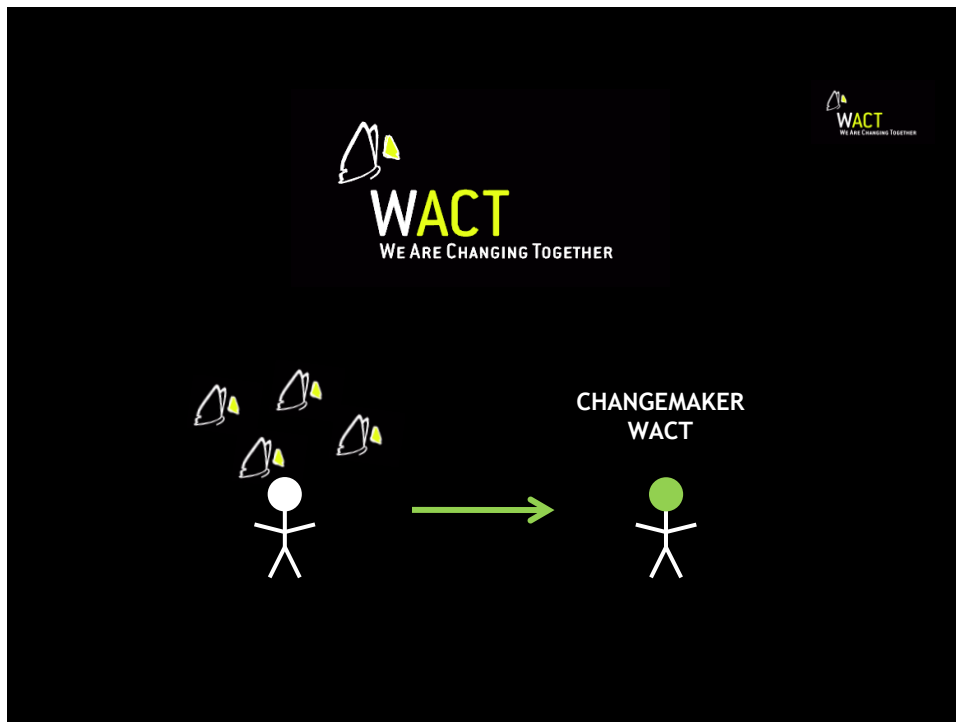 WACT
WE ARE CHANGING TOGETHER
WACT
WE ARE CHANGING TOGETHER
CHANGEMAKER
WACT